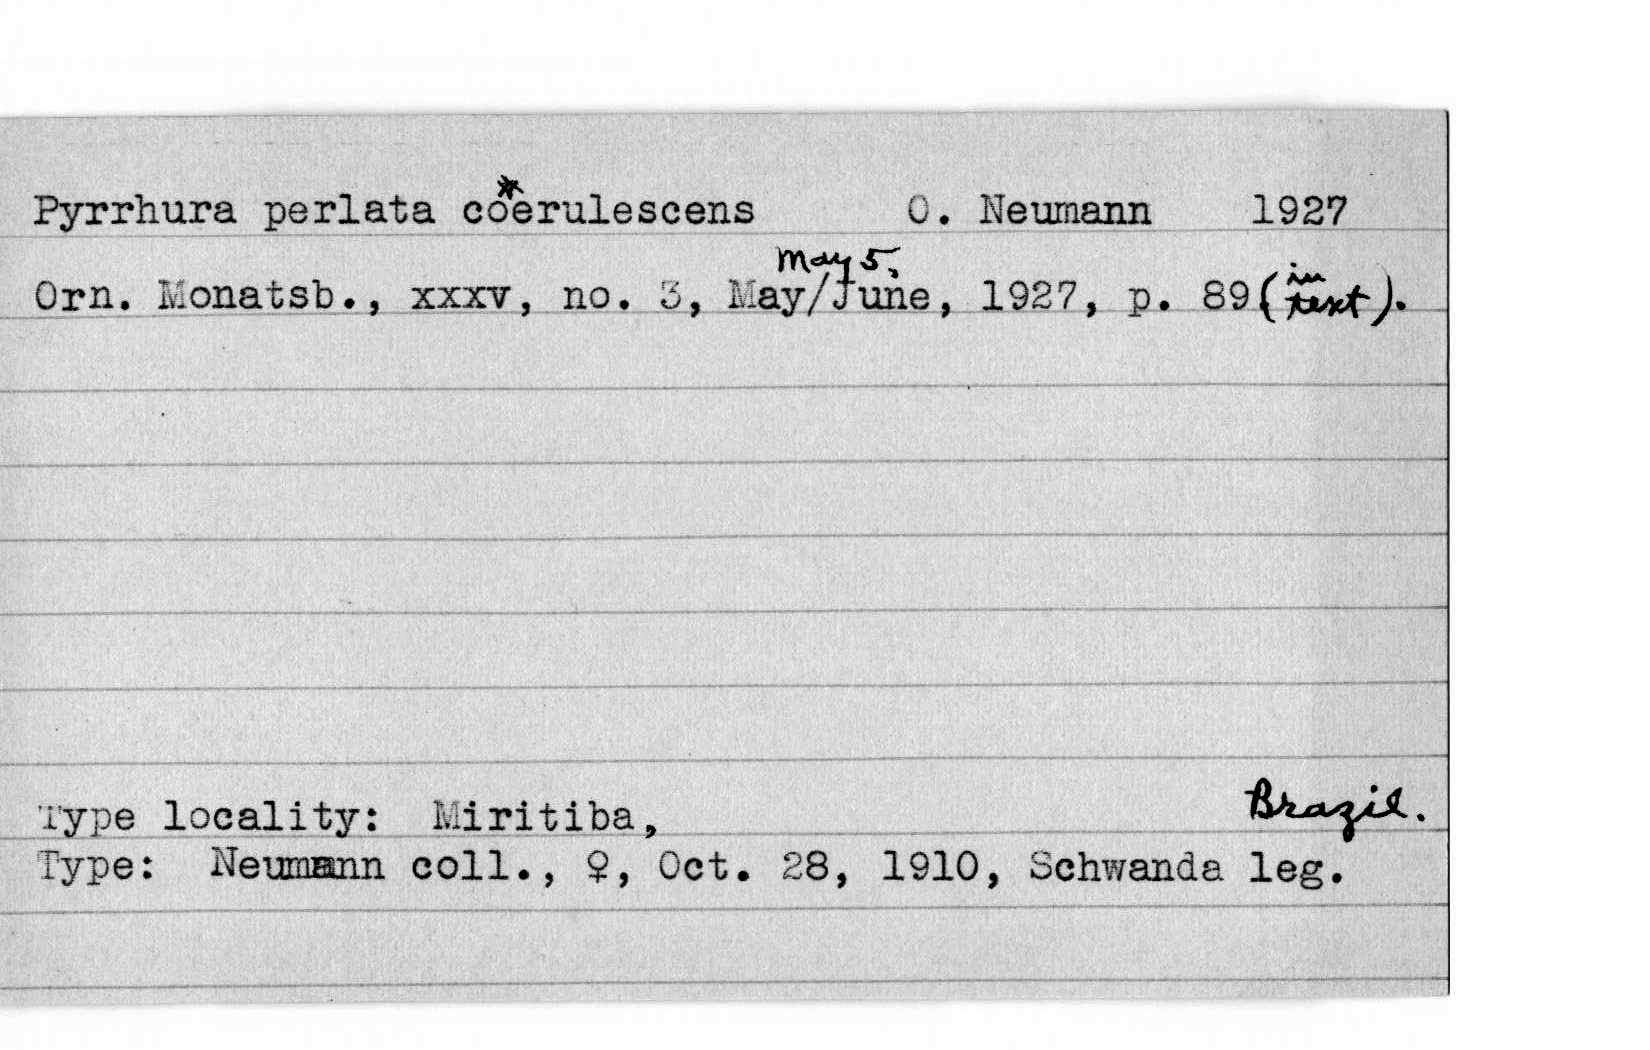 Pyrrhura perlata coerulescens O. Neumann 1927
May 5,
Orn. Monatsb., xxxv, no. 3, May/June, 1927, p. 89 (in text).
Type locality: Miritiba, Brazil.
Type: Neumann coll., ♀, Oct. 28, 1910, Schwanda leg.